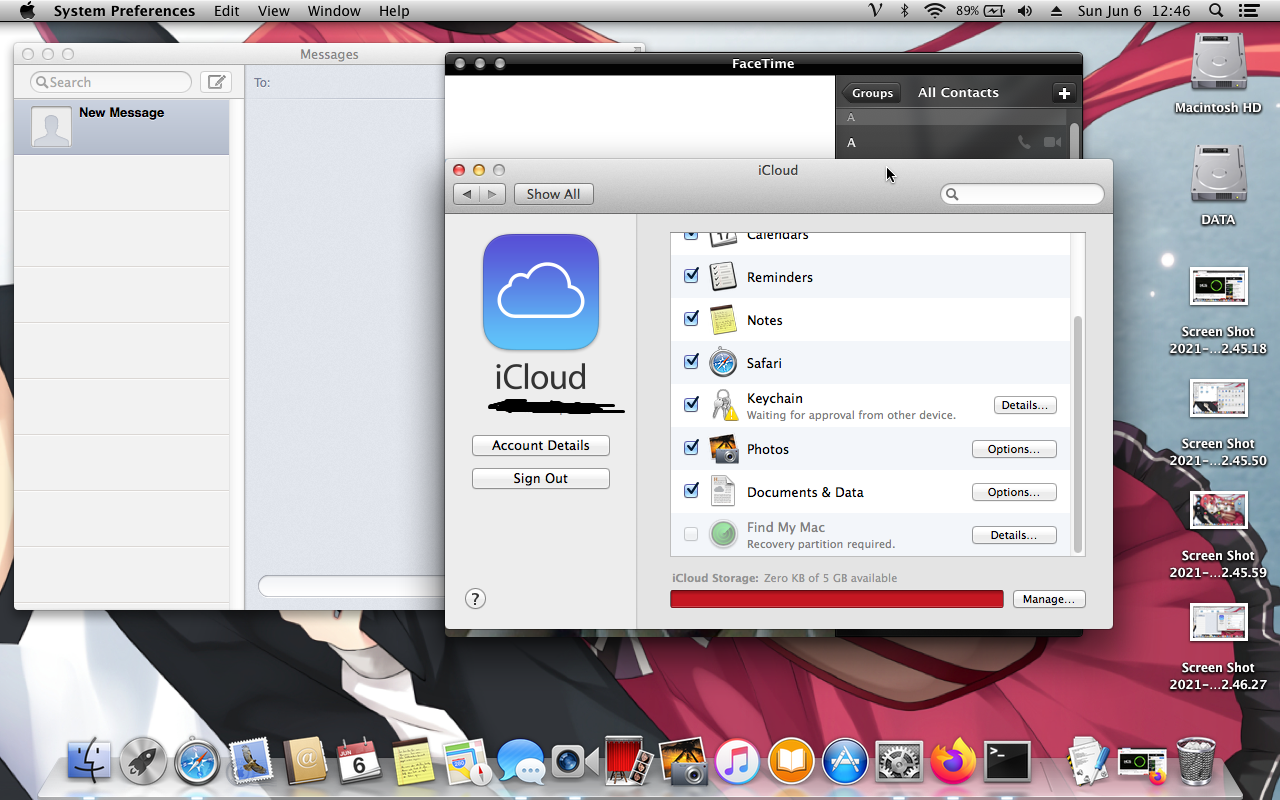 System Preferences Edit View Window Help
89% Sun Jun 6 12:46
Messages
Search
To:
New Message
FaceTime
Groups All Contacts +
A
A
iCloud
Show All
iCloud
Account Details
Sign Out
?
17 Calendars
Reminders
Notes
Safari
Keychain
Waiting for approval from other device.
Details...
Photos
Options...
Documents & Data
Options...
Find My Mac
Recovery partition required.
Details...
iCloud Storage: Zero KB of 5 GB available
Manage...
Macintosh HD
DATA
Screen Shot
2021-...2.45.18
Screen Shot
2021-...2.45.50
Screen Shot
2021-...2.45.59
Screen Shot
2021-...2.46.27
JUN
6